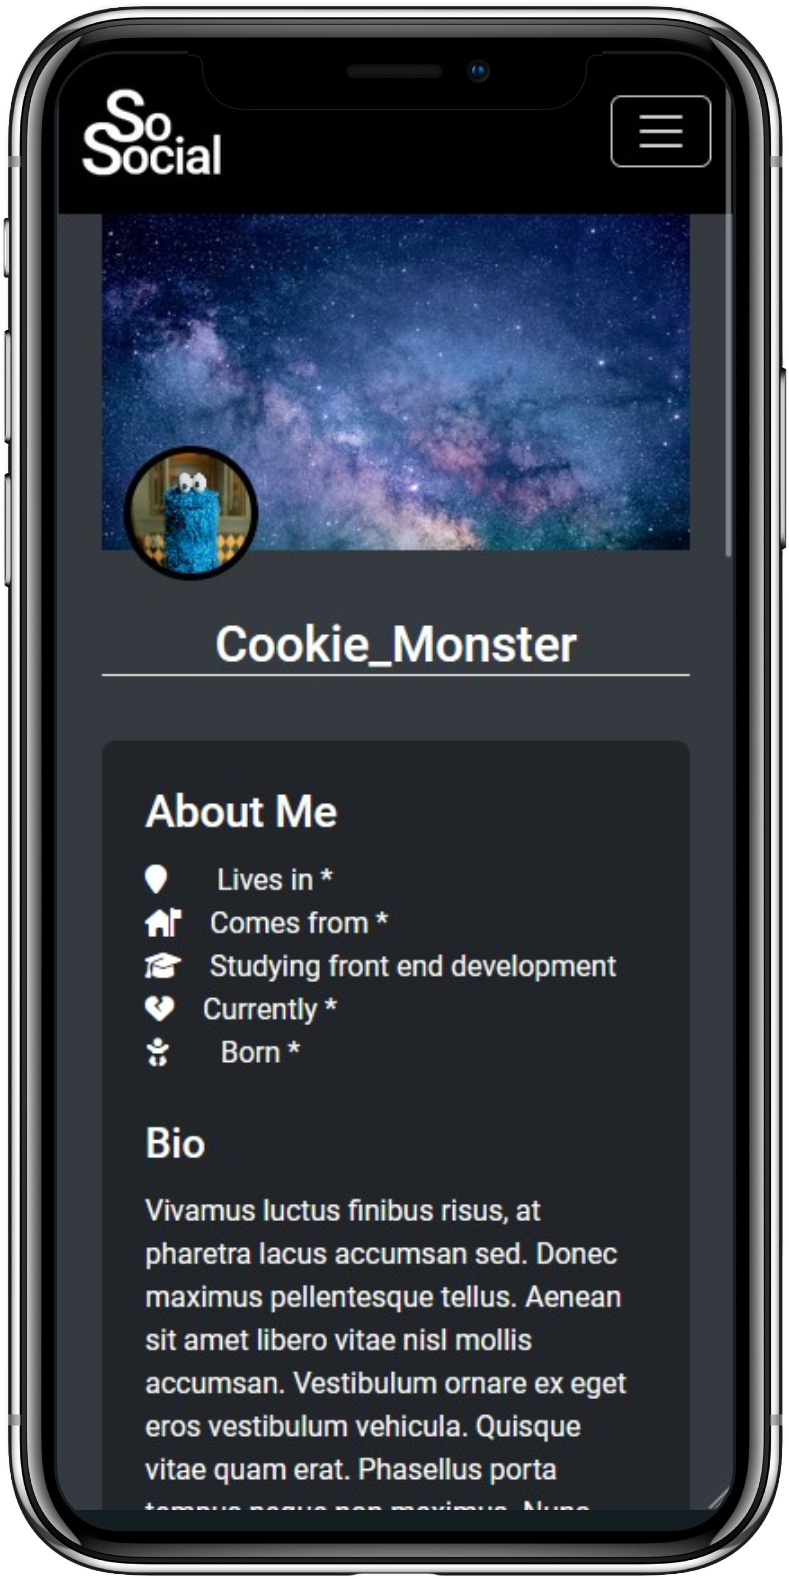 So
Social
Cookie_Monster
About Me
Lives in *
Comes from *
Studying front end development
Currently *
Born *
Bio
Vivamus luctus finibus risus, at
pharetra lacus accumsan sed. Donec
maximus pellentesque tellus. Aenean
sit amet libero vitae nisl mollis
accumsan. Vestibulum ornare ex eget
eros vestibulum vehicula. Quisque
vitae quam erat. Phasellus porta